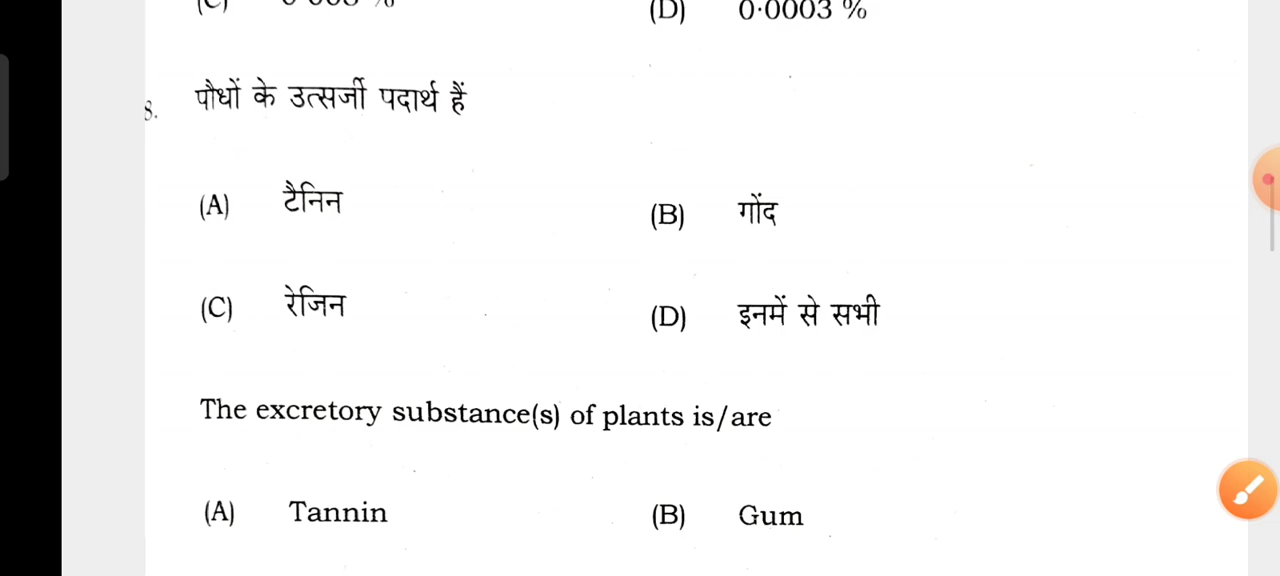 (D) 0·0003 %
8. पौधों के उत्सर्जी पदार्थ हैं
(A) टैनिन (B) गोंद
(C) रेजिन (D) इनमें से सभी
The excretory substance(s) of plants is/are
(A) Tannin (B) Gum